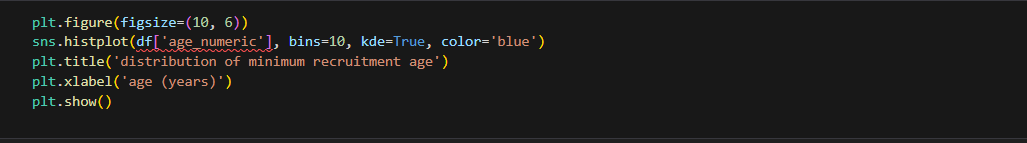 plt.figure(figsize=(10, 6))
sns.histplot(df['age_numeric'], bins=10, kde=True, color='blue')
plt.title('distribution of minimum recruitment age')
plt.xlabel('age (years)')
plt.show()